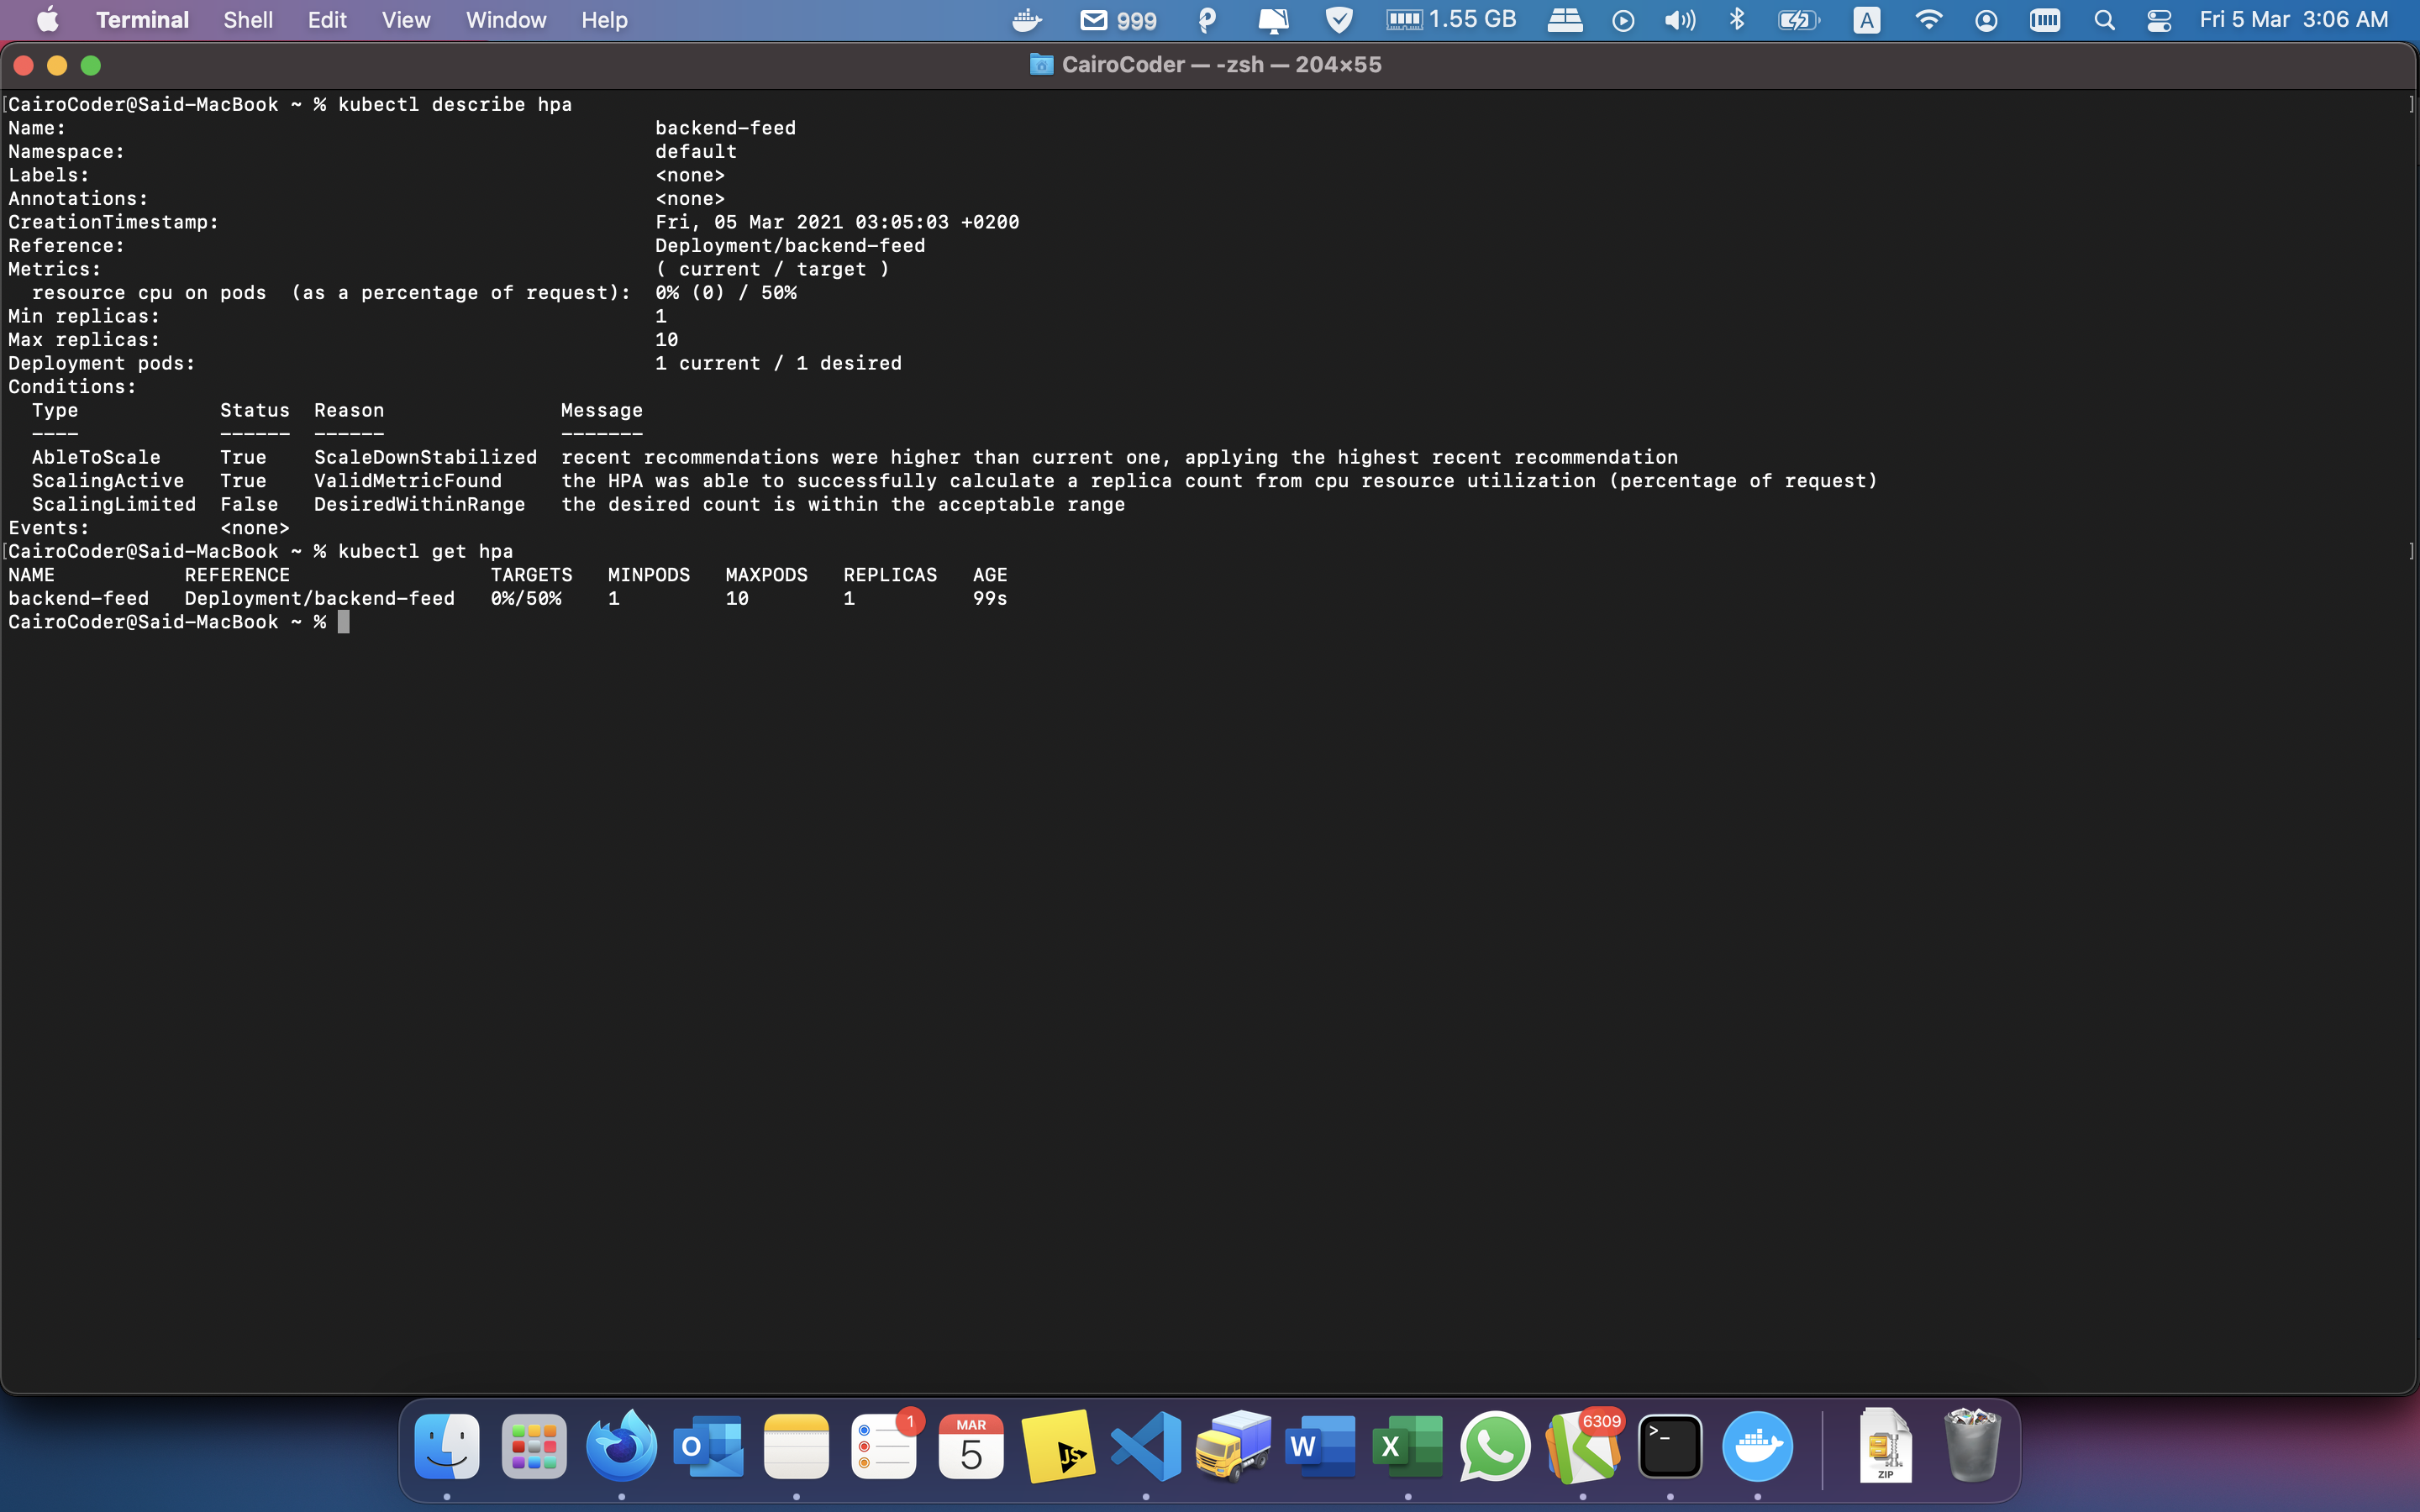 Terminal Shell Edit View Window Help 999 1.55 GB A Fri 5 Mar 3:06 AM
CairoCoder — -zsh — 204×55
[CairoCoder@Said-MacBook ~ % kubectl describe hpa ]
Name: backend-feed
Namespace: default
Labels: <none>
Annotations: <none>
CreationTimestamp: Fri, 05 Mar 2021 03:05:03 +0200
Reference: Deployment/backend-feed
Metrics: ( current / target )
resource cpu on pods (as a percentage of request): 0% (0) / 50%
Min replicas: 1
Max replicas: 10
Deployment pods: 1 current / 1 desired
Conditions:
Type Status Reason Message
---- ------ ------ -------
AbleToScale True ScaleDownStabilized recent recommendations were higher than current one, applying the highest recent recommendation
ScalingActive True ValidMetricFound the HPA was able to successfully calculate a replica count from cpu resource utilization (percentage of request)
ScalingLimited False DesiredWithinRange the desired count is within the acceptable range
Events: <none>
[CairoCoder@Said-MacBook ~ % kubectl get hpa ]
NAME REFERENCE TARGETS MINPODS MAXPODS REPLICAS AGE
backend-feed Deployment/backend-feed 0%/50% 1 10 1 99s
CairoCoder@Said-MacBook ~ %
1 6309
MAR
5
O JS W X >_
ZIP